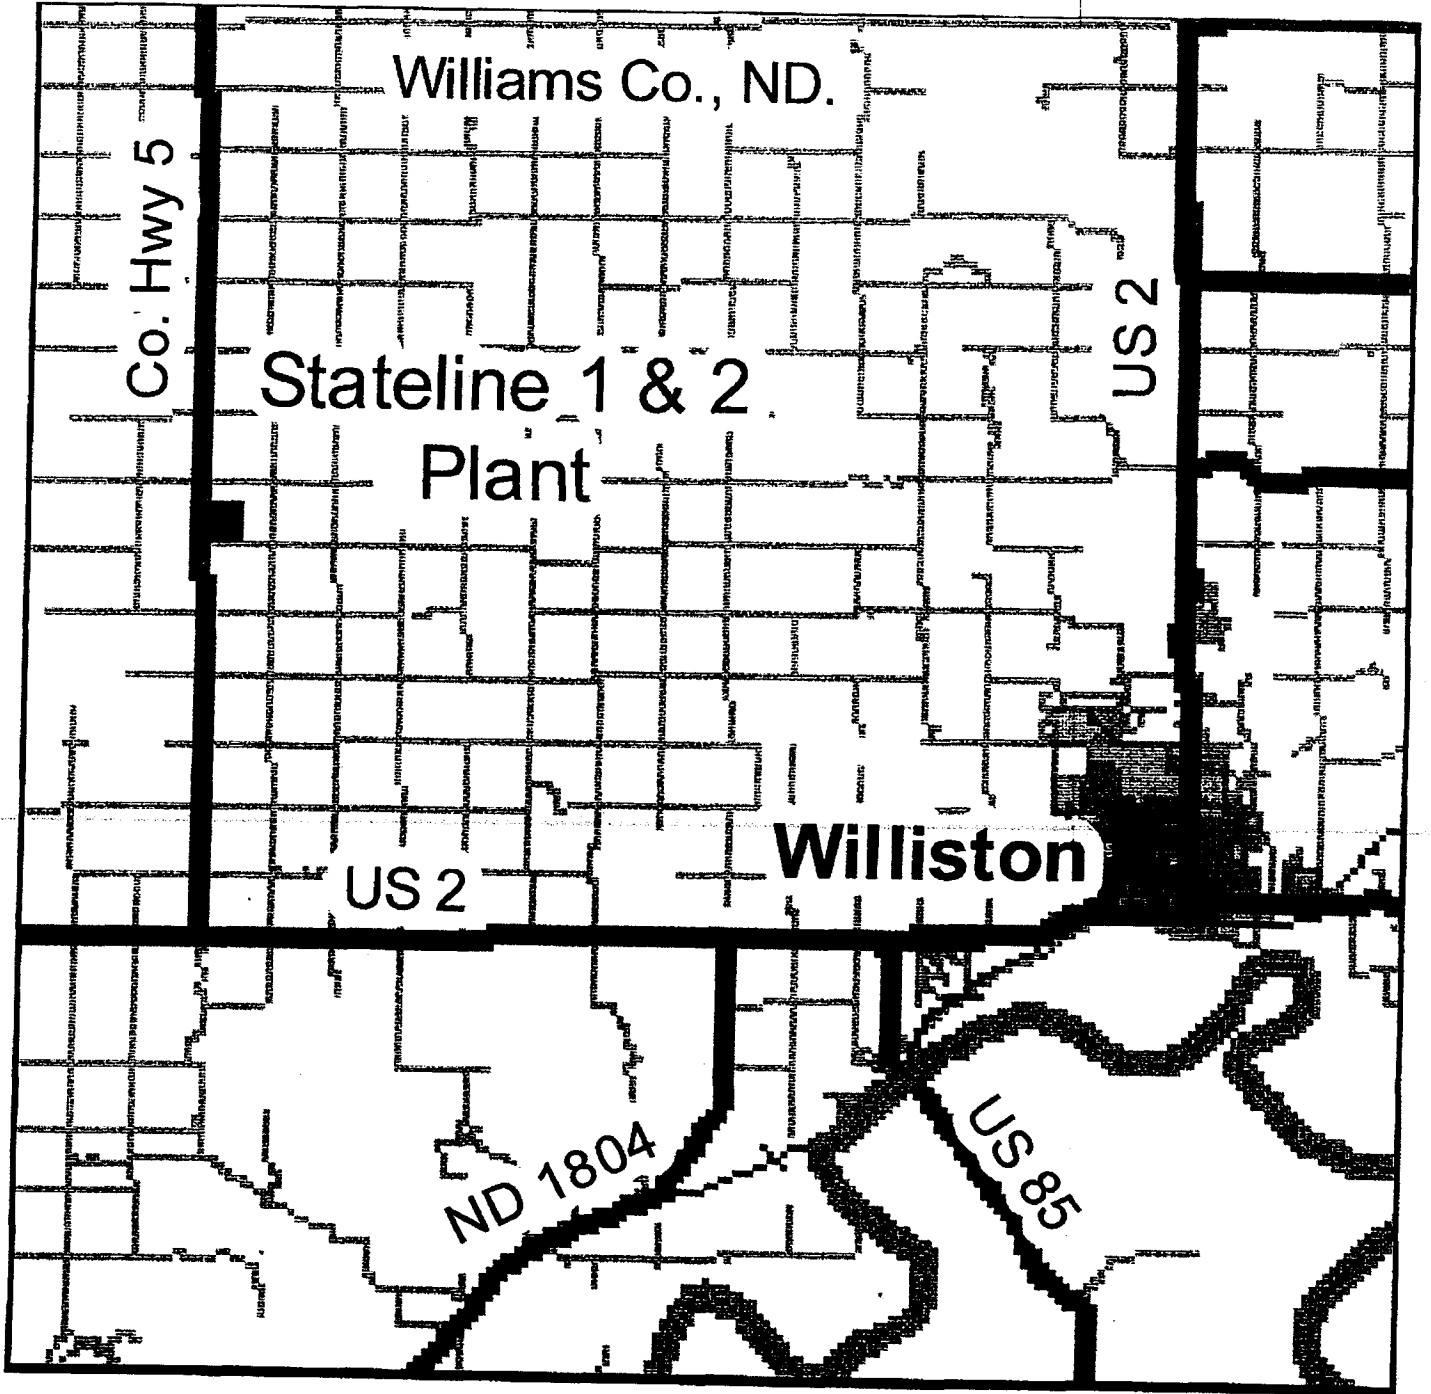 Williams Co., ND.
Co. Hwy 5
US 2
Stateline 1 & 2
Plant
Williston
US 2
ND 1804
US 85